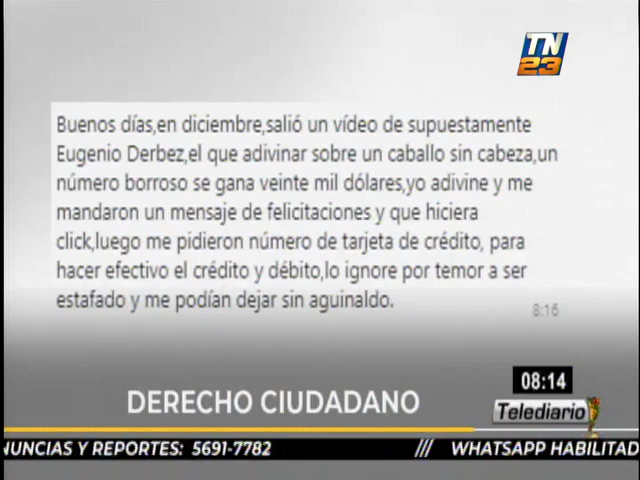 TN
23
Buenos días,en diciembre,salió un vídeo de supuestamente
Eugenio Derbez,el que adivinar sobre un caballo sin cabeza,un
número borroso se gana veinte mil dólares,yo adivine y me
mandaron un mensaje de felicitaciones y que hiciera
click,luego me pidieron número de tarjeta de crédito, para
hacer efectivo el crédito y débito,lo ignore por temor a ser
estafado y me podían dejar sin aguinaldo.
8:16
08:14
DERECHO CIUDADANO
Telediario
NUNCIAS Y REPORTES: 5691-7782 /// WHATSAPP HABILITAD